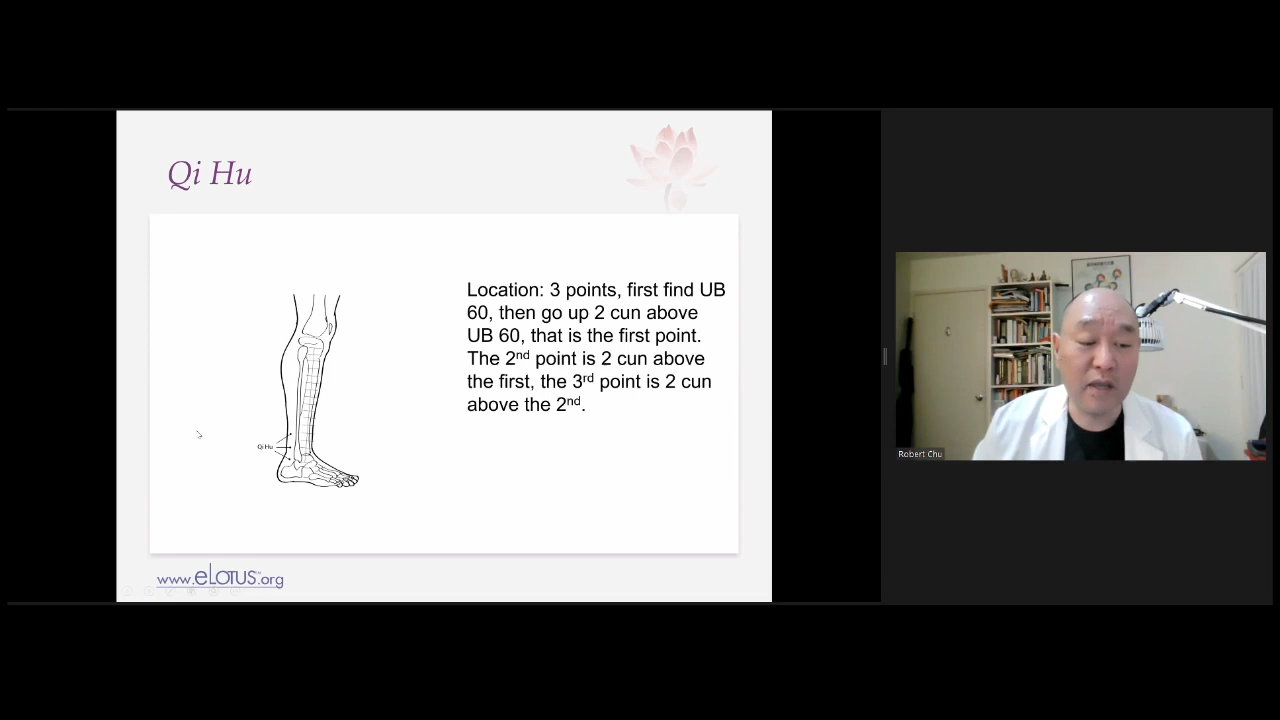 Qi Hu
Location: 3 points, first find UB
60, then go up 2 cun above
UB 60, that is the first point.
The 2nd point is 2 cun above
the first, the 3rd point is 2 cun
above the 2nd.
Qi Hu
www.eLOTUS.org
Robert Chu